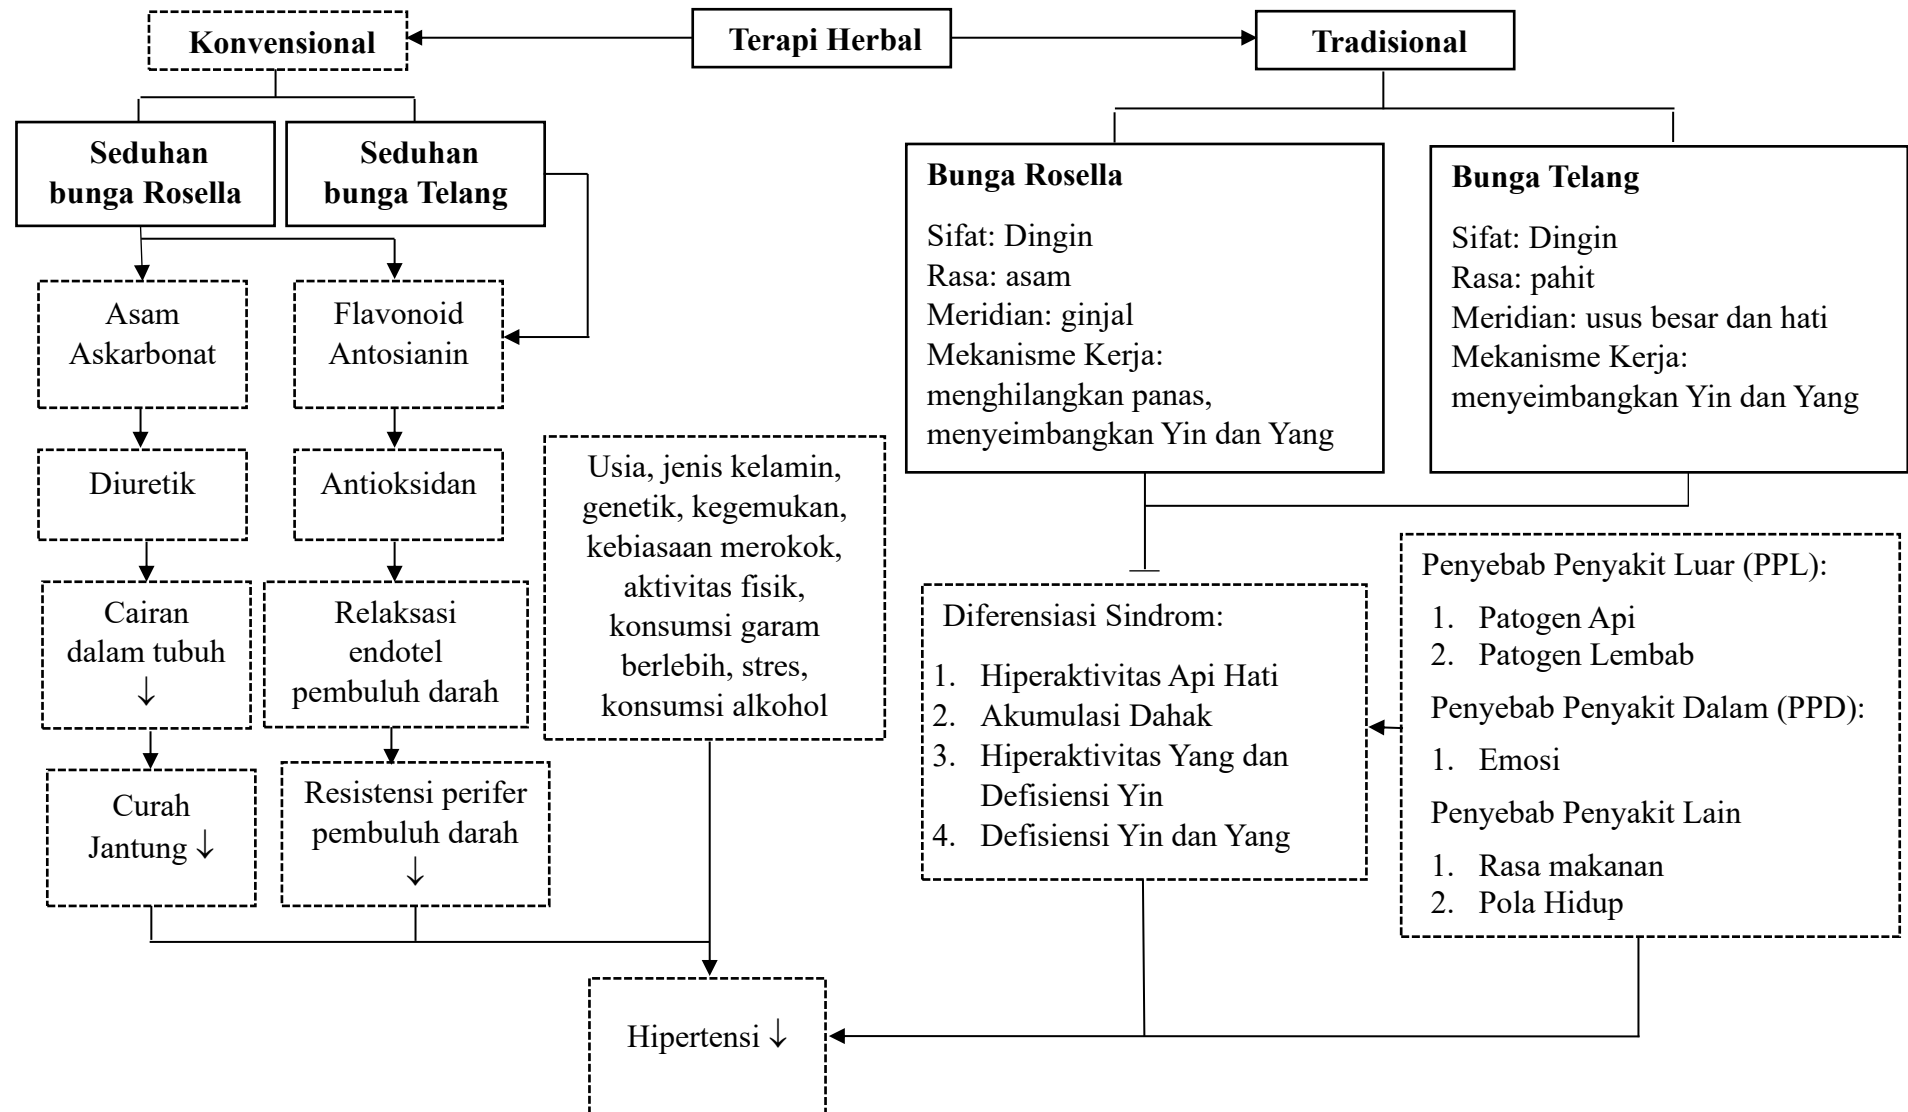 Konvensional
Terapi Herbal
Tradisional
Seduhan
bunga Rosella
Seduhan
bunga Telang
Asam
Askarbonat
Flavonoid
Antosianin
Diuretik
Antioksidan
Cairan
dalam tubuh
↓
Relaksasi
endotel
pembuluh darah
Curah
Jantung ↓
Resistensi perifer
pembuluh darah
↓
Usia, jenis kelamin,
genetik, kegemukan,
kebiasaan merokok,
aktivitas fisik,
konsumsi garam
berlebih, stres,
konsumsi alkohol
Bunga Rosella
Sifat: Dingin
Rasa: asam
Meridian: ginjal
Mekanisme Kerja:
menghilangkan panas,
menyeimbangkan Yin dan Yang
Bunga Telang
Sifat: Dingin
Rasa: pahit
Meridian: usus besar dan hati
Mekanisme Kerja:
menyeimbangkan Yin dan Yang
Diferensiasi Sindrom:
1. Hiperaktivitas Api Hati
2. Akumulasi Dahak
3. Hiperaktivitas Yang dan
Defisiensi Yin
4. Defisiensi Yin dan Yang
Penyebab Penyakit Luar (PPL):
1. Patogen Api
2. Patogen Lembab
Penyebab Penyakit Dalam (PPD):
1. Emosi
Penyebab Penyakit Lain
1. Rasa makanan
2. Pola Hidup
Hipertensi ↓